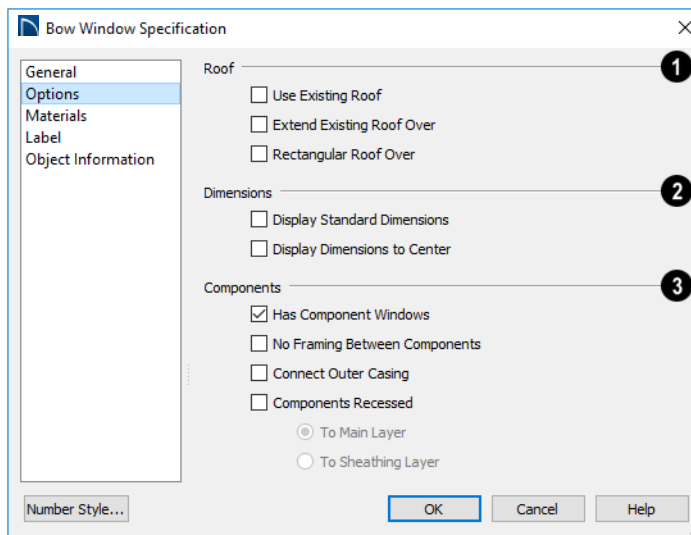 Bow Window Specification
General
Options
Materials
Label
Object Information
Roof
1
Use Existing Roof
Extend Existing Roof Over
Rectangular Roof Over
Dimensions
2
Display Standard Dimensions
Display Dimensions to Center
Components
3
Has Component Windows
No Framing Between Components
Connect Outer Casing
Components Recessed
To Main Layer
To Sheathing Layer
Number Style...
OK
Cancel
Help